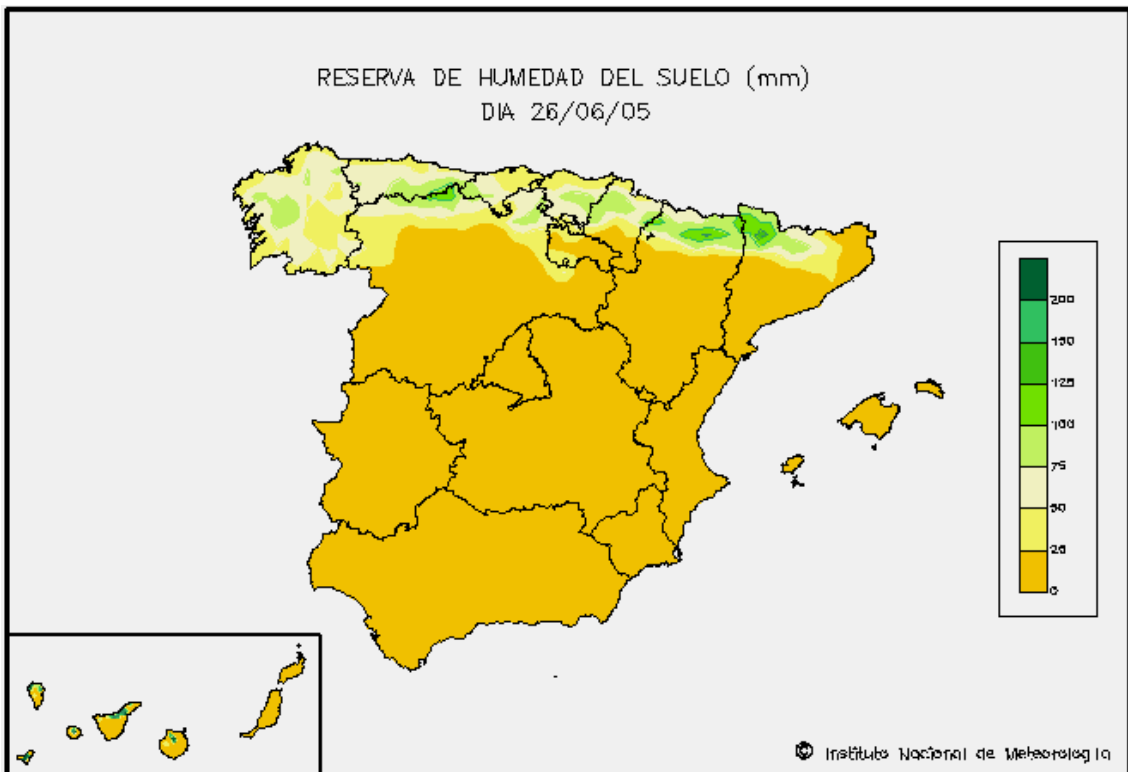 RESERVA DE HUMEDAD DEL SUELO (mm)
DIA 26/06/05
200
150
125
100
75
50
25
0
© Instituto Nacional de Meteorología